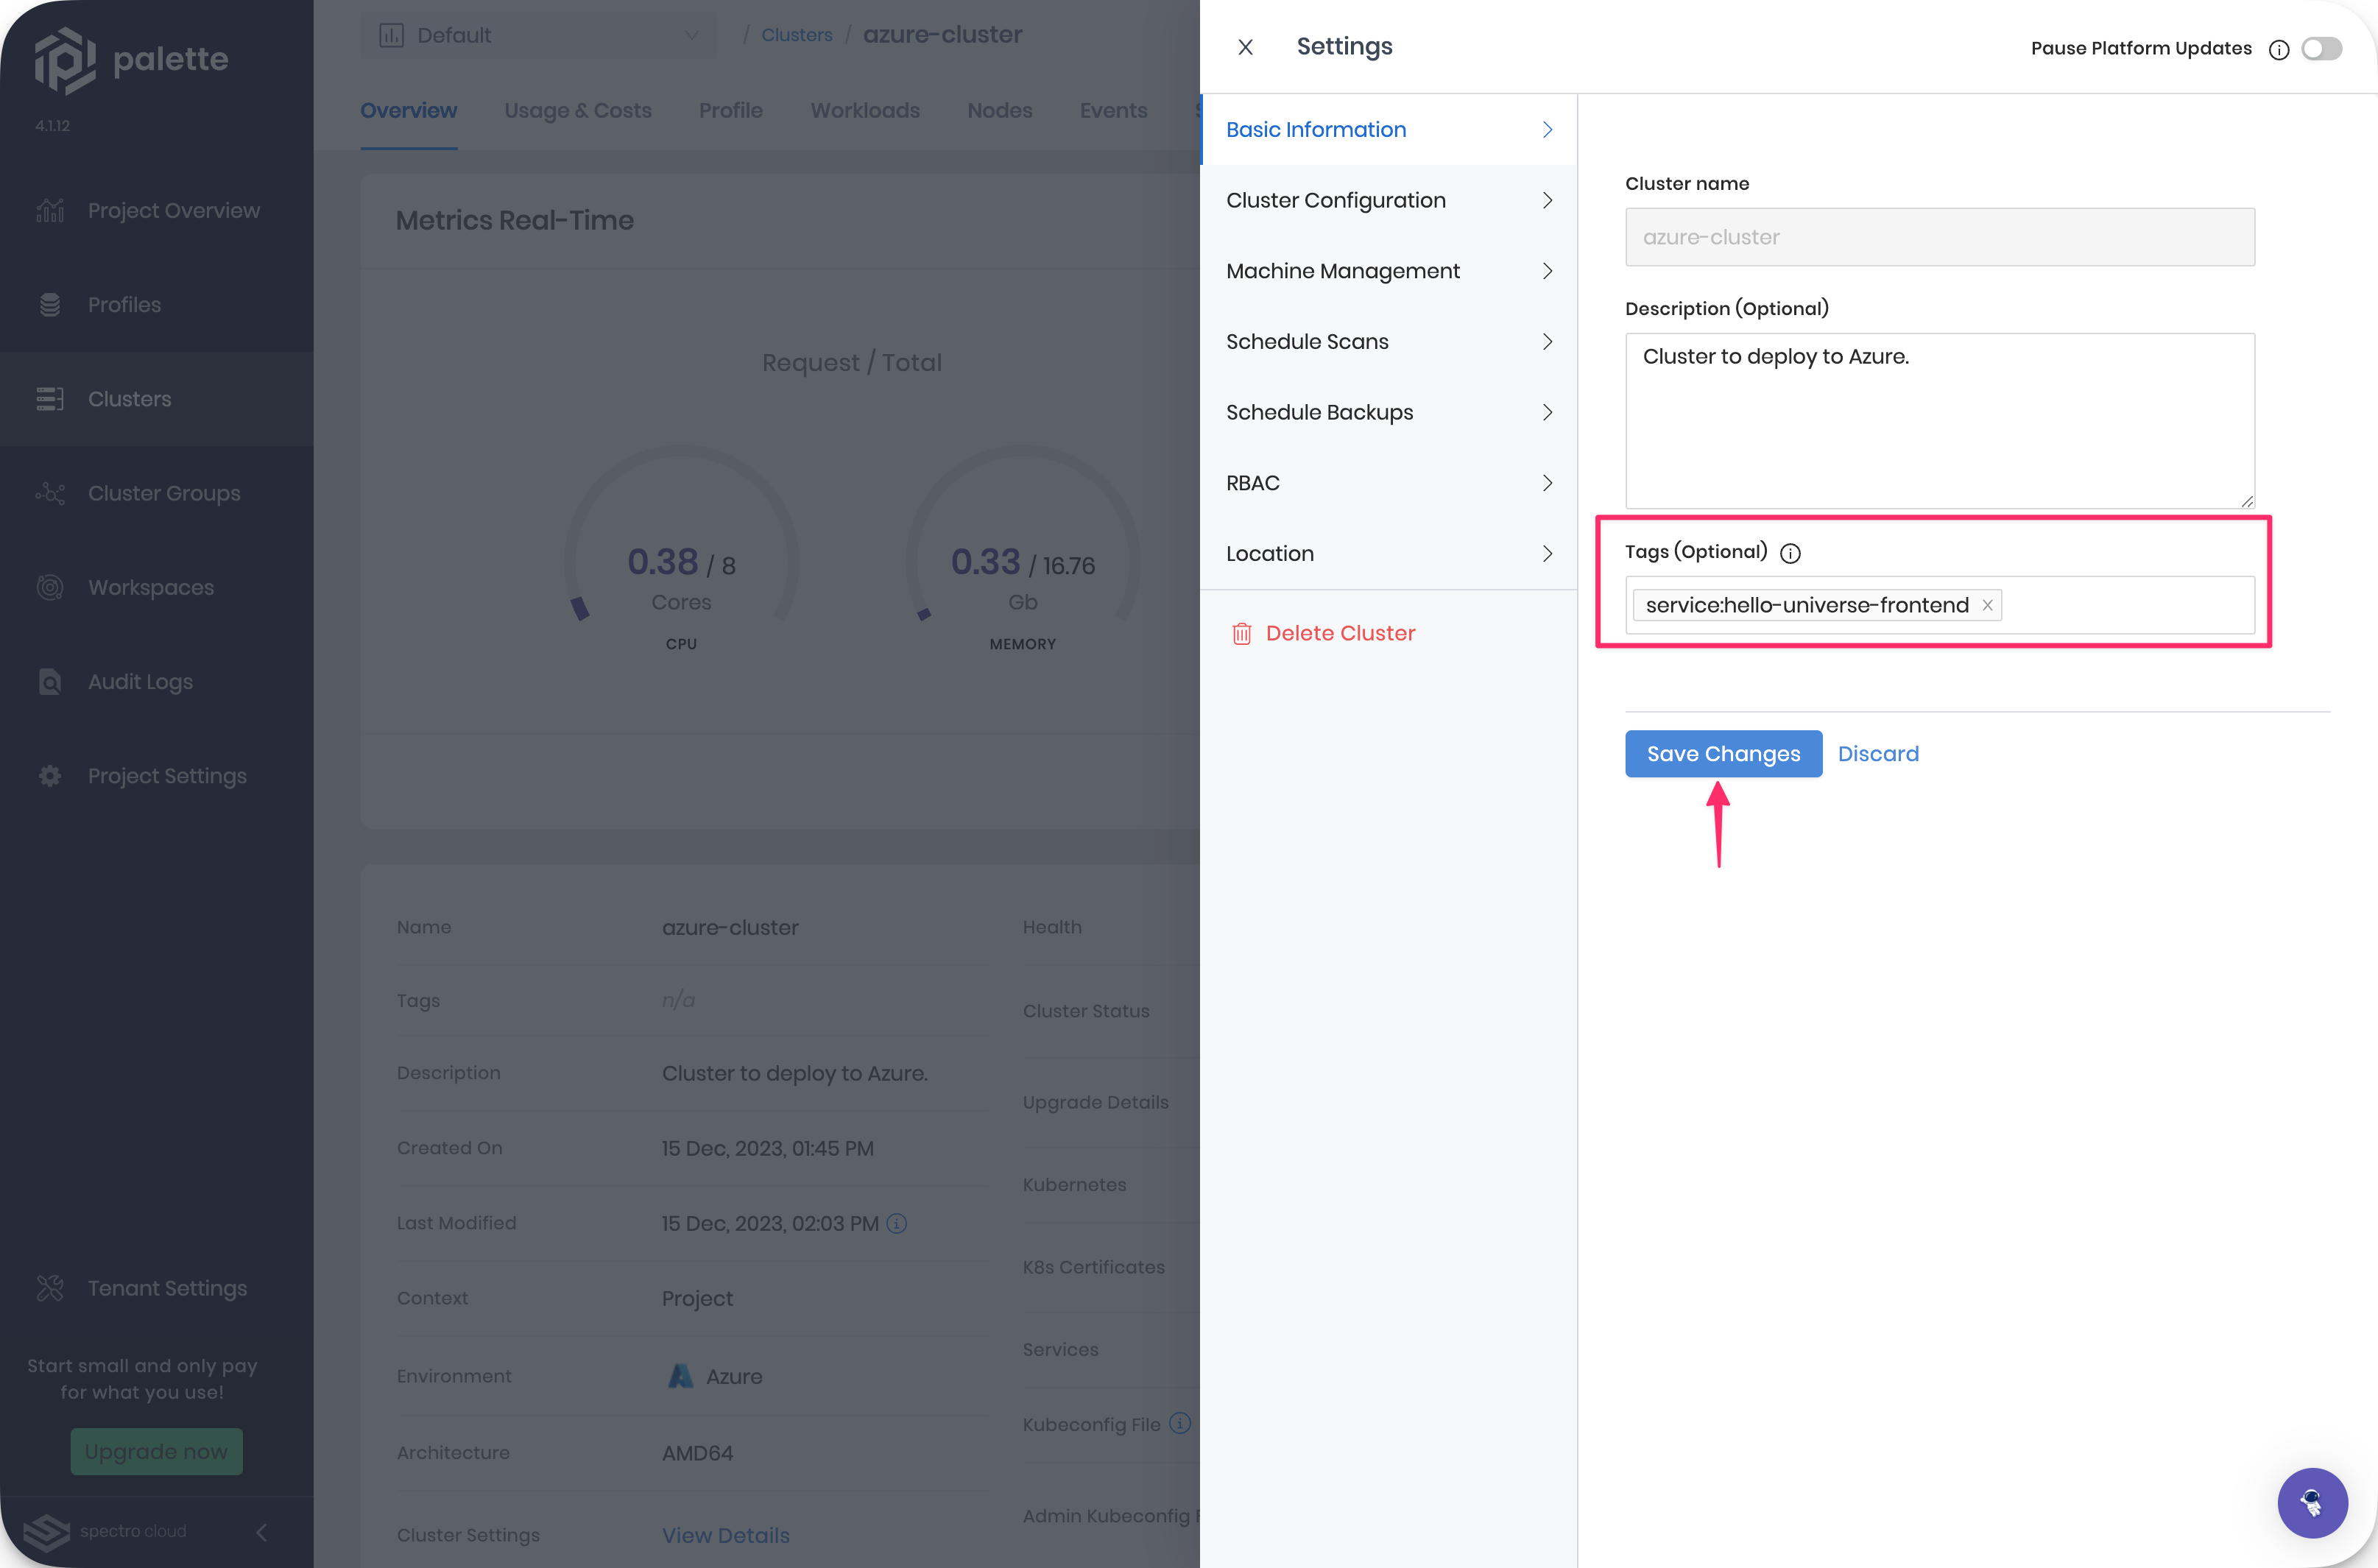 palette
4.1.12
Project Overview
Profiles
Clusters
Cluster Groups
Workspaces
Audit Logs
Project Settings
Tenant Settings
Start small and only pay
for what you use!
Upgrade now
spectro cloud
Default
/ Clusters / azure-cluster
Overview Usage & Costs Profile Workloads Nodes Events
Metrics Real-Time
Request / Total
0.38 / 8
Cores
CPU
0.33 / 16.76
Gb
MEMORY
Name azure-cluster
Tags n/a
Description Cluster to deploy to Azure.
Created On 15 Dec, 2023, 01:45 PM
Last Modified 15 Dec, 2023, 02:03 PM
Context Project
Environment Azure
Architecture AMD64
Cluster Settings View Details
Health
Cluster Status
Upgrade Details
Kubernetes
K8s Certificates
Services
Kubeconfig File
Admin Kubeconfig F
Settings
Pause Platform Updates
Basic Information
Cluster Configuration
Machine Management
Schedule Scans
Schedule Backups
RBAC
Location
Delete Cluster
Cluster name
azure-cluster
Description (Optional)
Cluster to deploy to Azure.
Tags (Optional)
service:hello-universe-frontend
Save Changes Discard